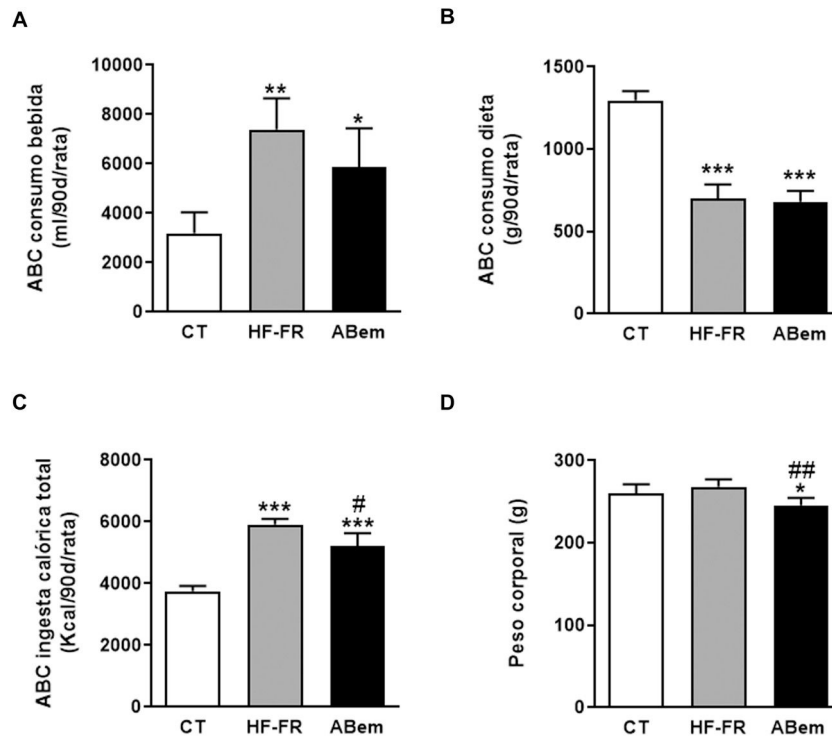 A
ABC consumo bebida
(ml/90d/rata)
10000
8000
6000
4000
2000
0
**
*
CT HF-FR ABem
B
ABC consumo dieta
(g/90d/rata)
1500
1000
500
0
*** ***
CT HF-FR ABem
C
ABC ingesta calórica total
(Kcal/90d/rata)
8000
6000
4000
2000
0
***
#
***
CT HF-FR ABem
D
Peso corporal (g)
300
200
100
0
##
*
CT HF-FR ABem